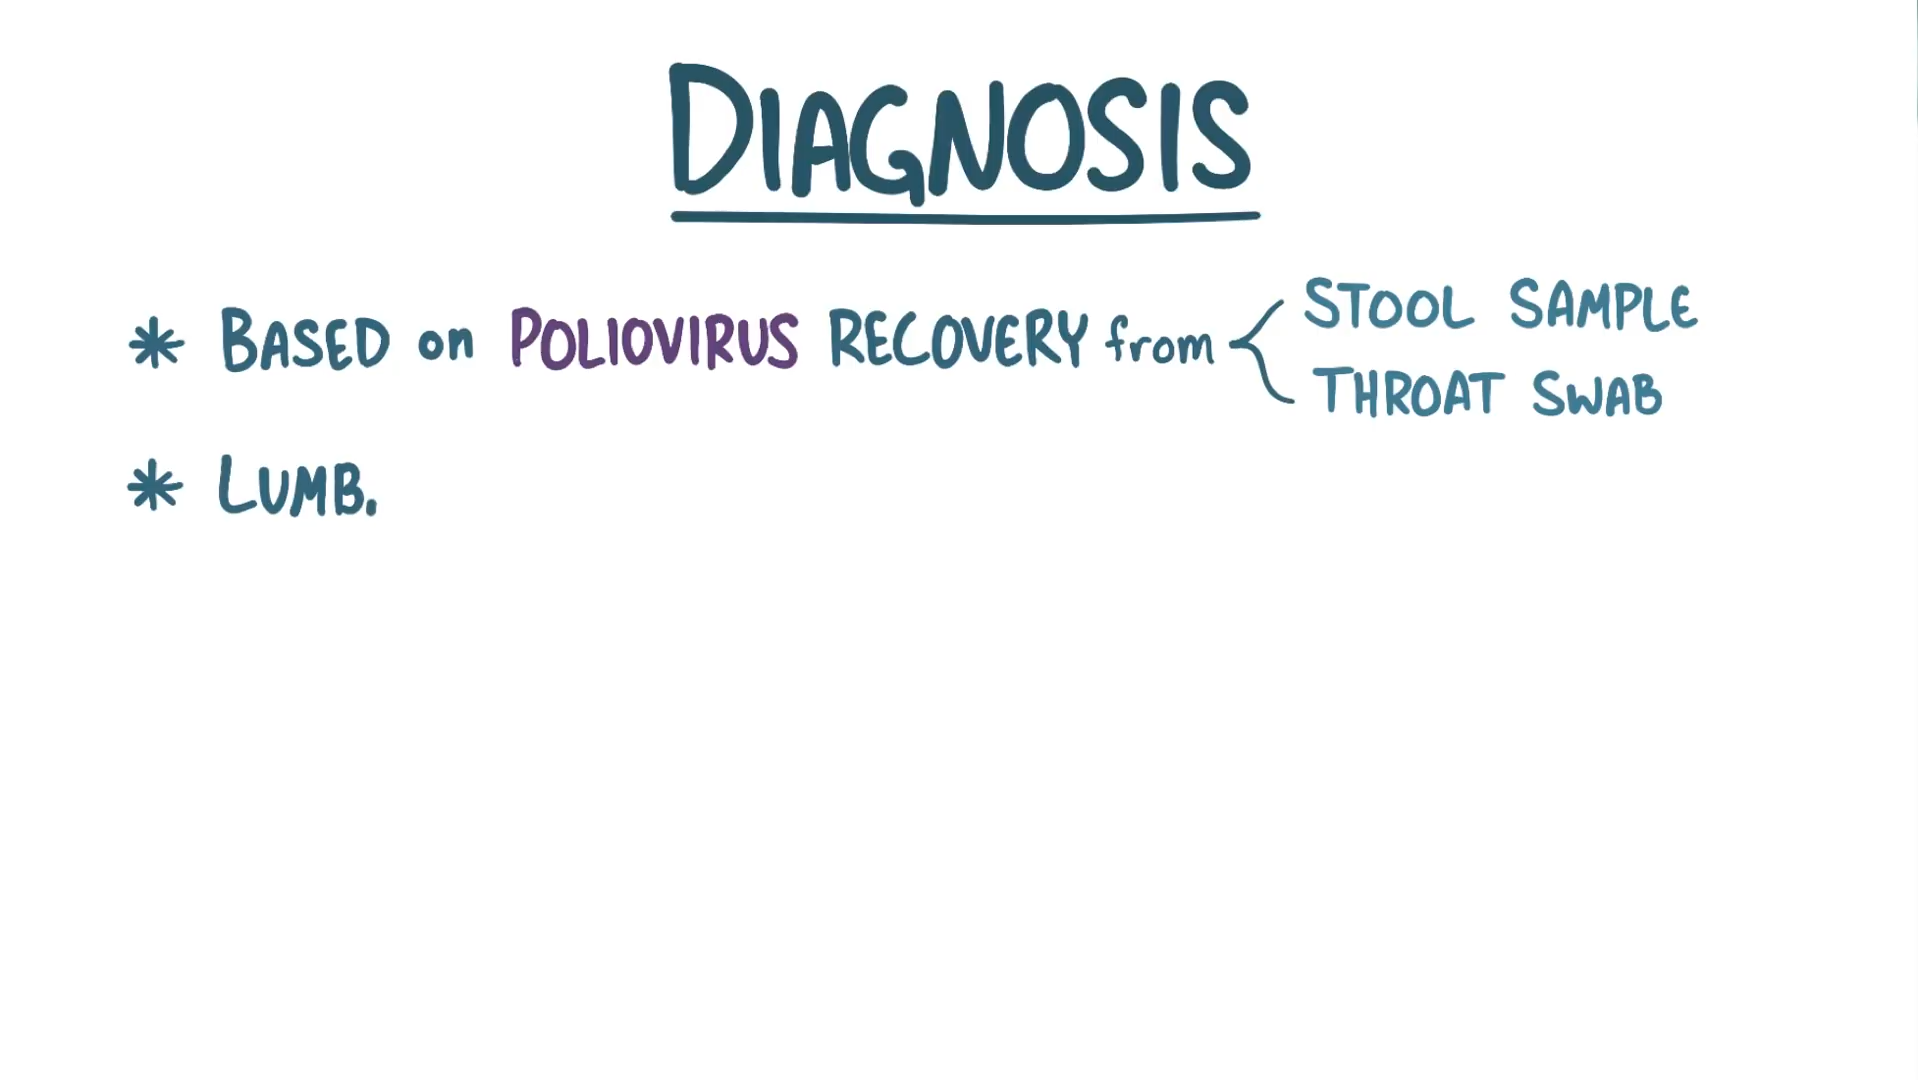 DIAGNOSIS
* BASED on POLIOVIRUS RECOVERY from
STOOL SAMPLE
THROAT SWAB
* LUMB.